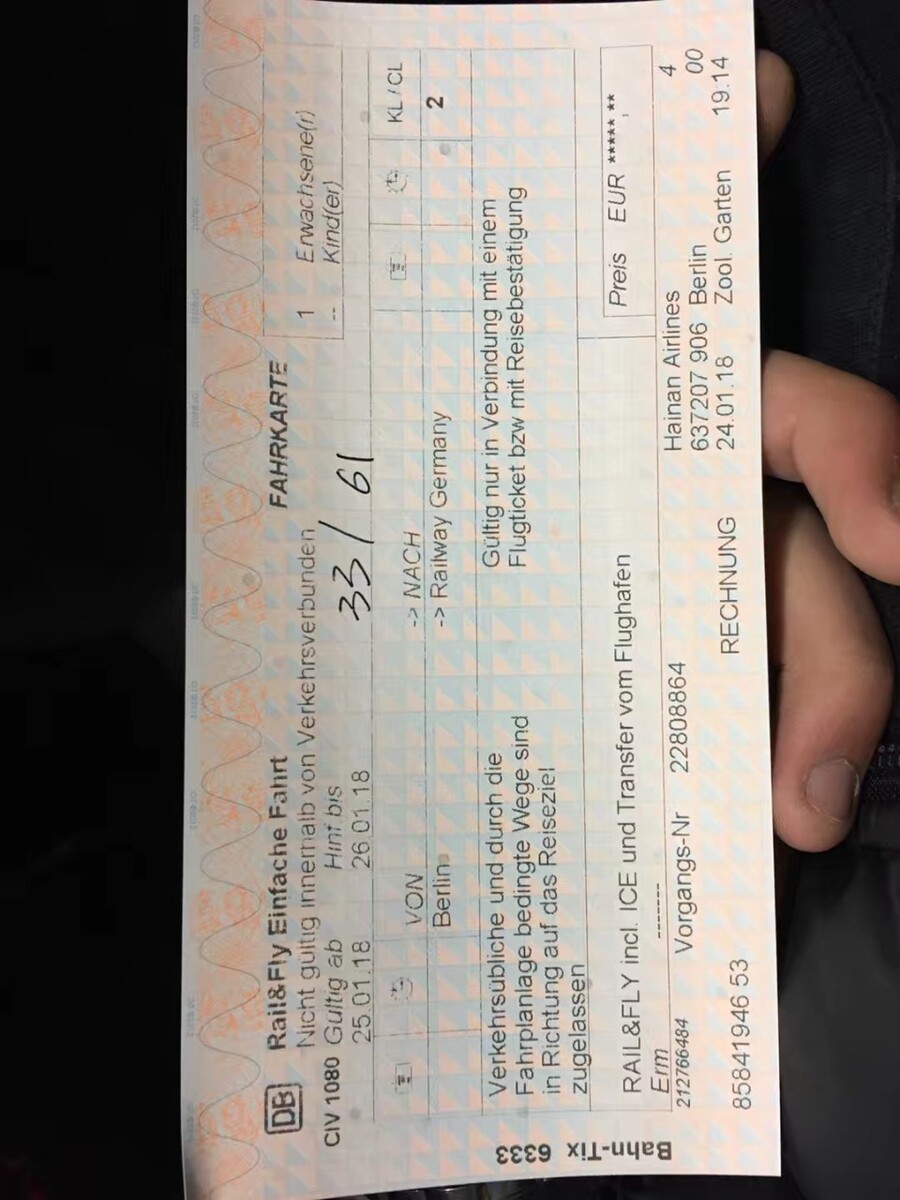 DB Rail&Fly Einfache Fahrt FAHRKARTE
Nicht gültig innerhalb von Verkehrsverbunden 1 Erwachsene(r)
CIV 1080 Gültig ab Hinf bis -- Kind(er)
25.01.18 26.01.18 33/61
VON -> NACH KL/CL
Berlin -> Railway Germany 2
Verkehrsübliche und durch die Gültig nur in Verbindung mit einem
Fahrplanlage bedingte Wege sind Flugticket bzw mit Reisebestätigung
in Richtung auf das Reiseziel
zugelassen
RAIL&FLY incl. ICE und Transfer vom Flughafen Preis EUR *****,**
Erm -------
212766484 Vorgangs-Nr 22808864 Hainan Airlines 4
637207 906 Berlin 00
85841946 53 RECHNUNG 24.01.18 Zool. Garten 19:14
Bahn-Tix 6333